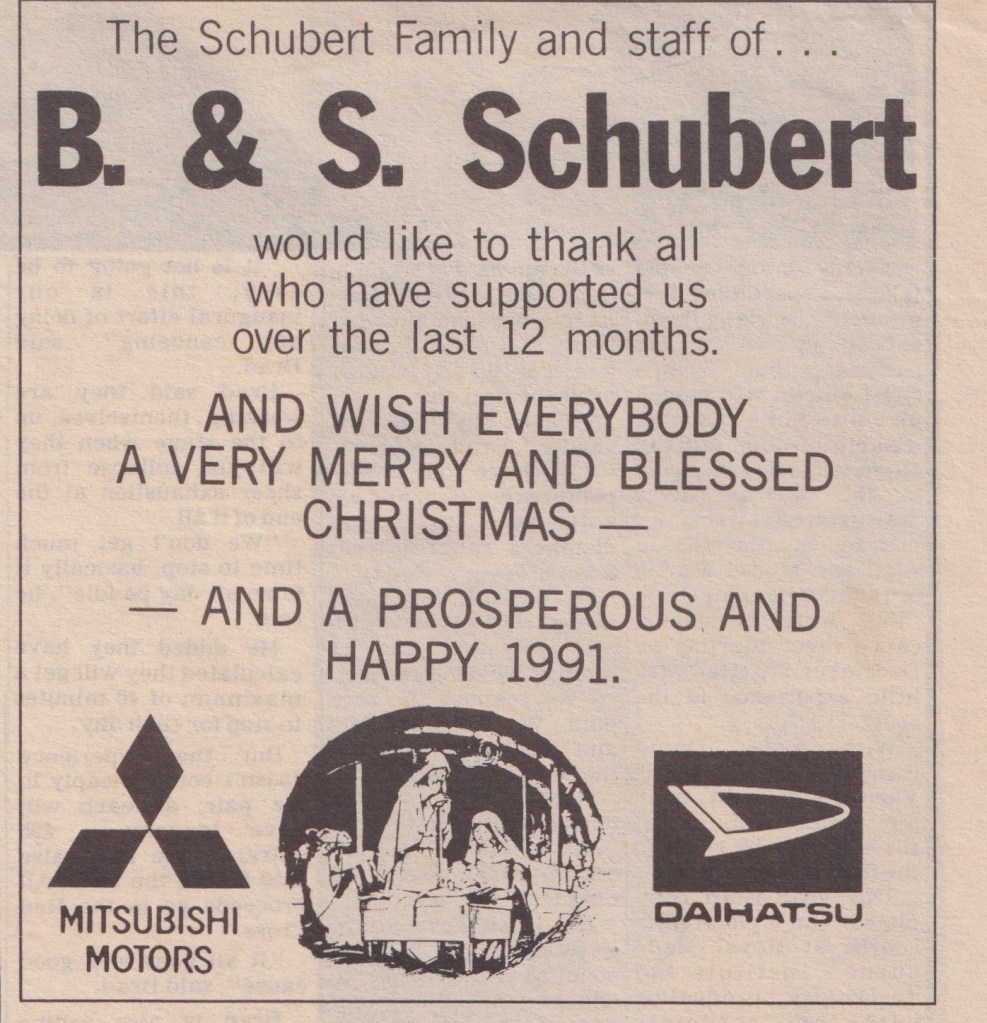 The Schubert Family and staff of . . .
B. & S. Schubert
would like to thank all
who have supported us
over the last 12 months.
AND WISH EVERYBODY
A VERY MERRY AND BLESSED
CHRISTMAS —
— AND A PROSPEROUS AND
HAPPY 1991.
MITSUBISHI
MOTORS
DAIHATSU